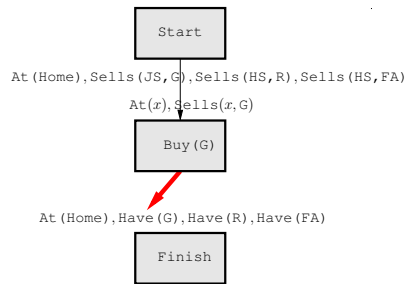 Start
At(Home),Sells(JS,G),Sells(HS,R),Sells(HS,FA)
At(x),Sells(x,G)
Buy(G)
At(Home),Have(G),Have(R),Have(FA)
Finish